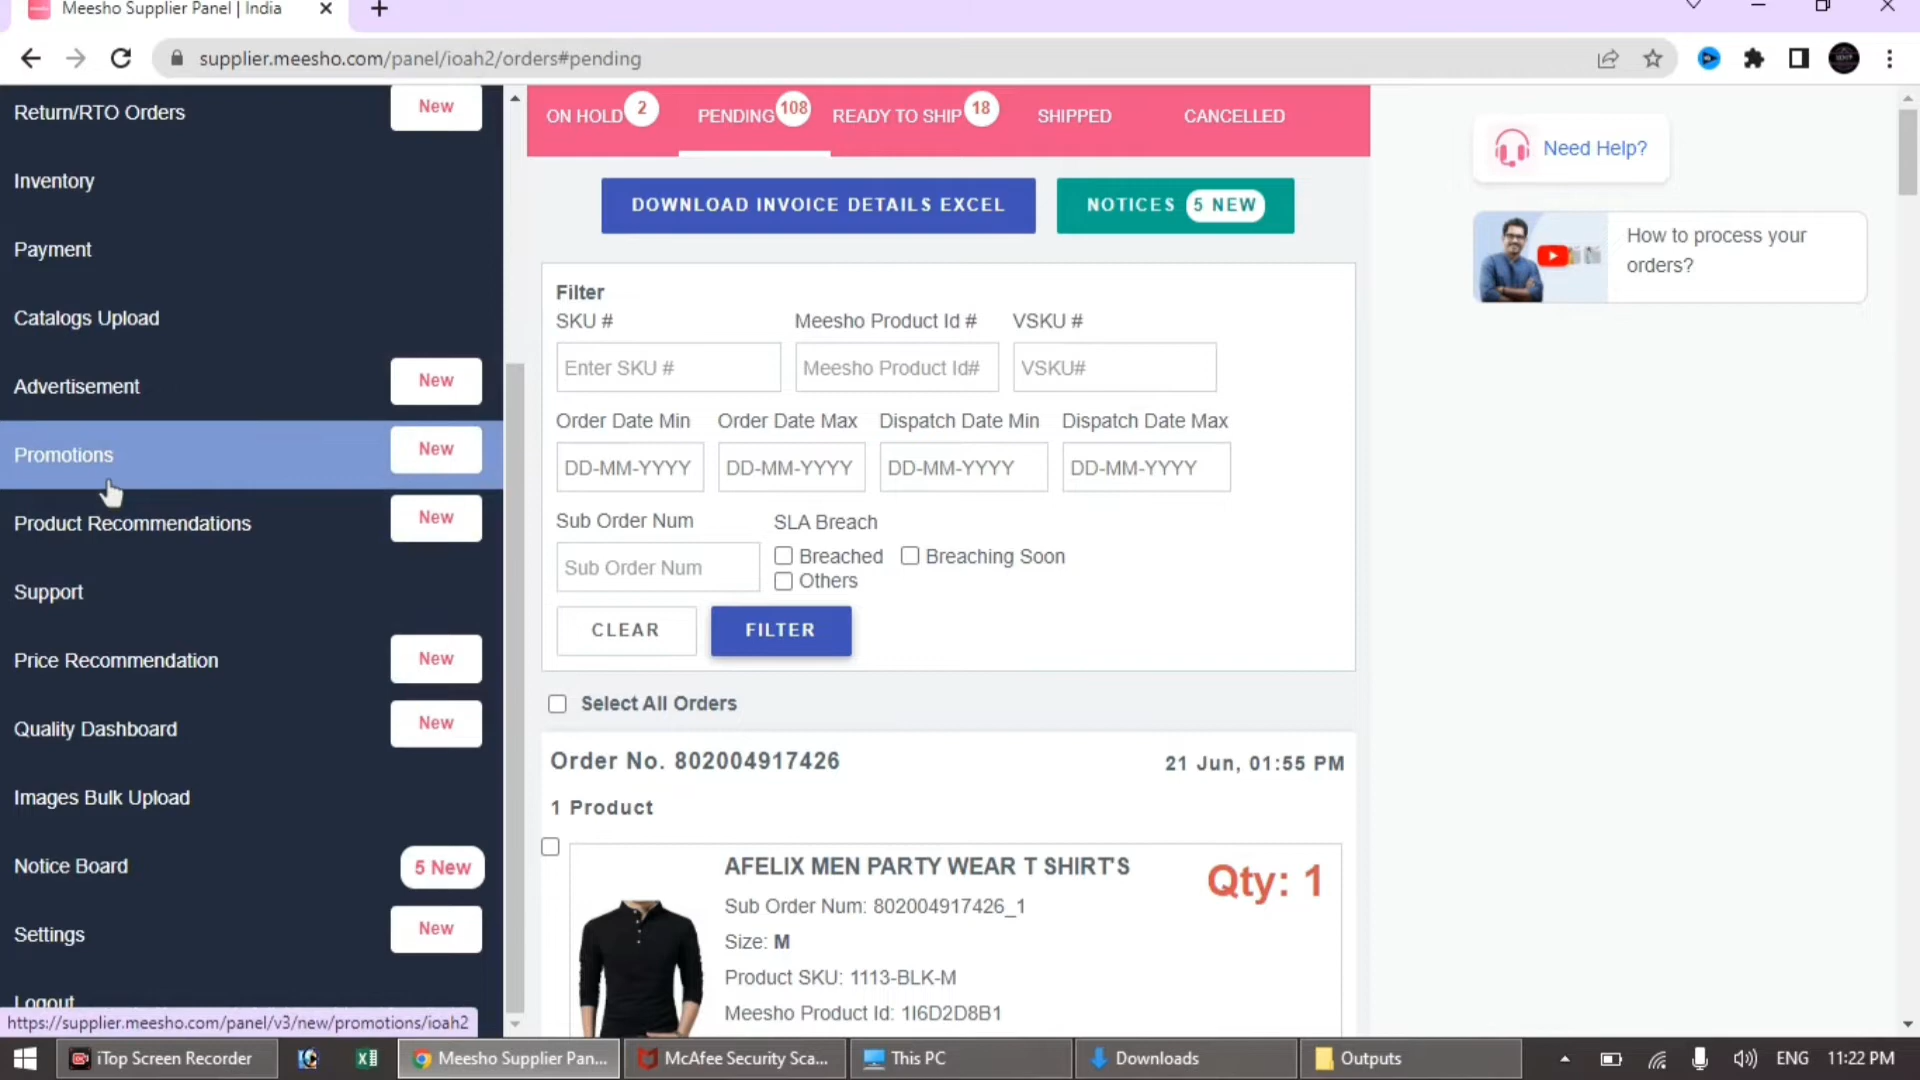 Meesho Supplier Panel | India
supplier.meesho.com/panel/ioah2/orders#pending
Return/RTO Orders New
Inventory
Payment
Catalogs Upload
Advertisement New
Promotions New
Product Recommendations New
Support
Price Recommendation New
Quality Dashboard New
Images Bulk Upload
Notice Board 5 New
Settings New
Logout
https://supplier.meesho.com/panel/v3/new/promotions/ioah2
ON HOLD 2 PENDING 108 READY TO SHIP 18 SHIPPED CANCELLED
DOWNLOAD INVOICE DETAILS EXCEL NOTICES 5 NEW
Filter
SKU # Meesho Product Id # VSKU #
Enter SKU # Meesho Product Id# VSKU#
Order Date Min Order Date Max Dispatch Date Min Dispatch Date Max
DD-MM-YYYY DD-MM-YYYY DD-MM-YYYY DD-MM-YYYY
Sub Order Num SLA Breach
Sub Order Num Breached Breaching Soon
Others
CLEAR FILTER
Select All Orders
Order No. 802004917426 21 Jun, 01:55 PM
1 Product
AFELIX MEN PARTY WEAR T SHIRT'S Qty: 1
Sub Order Num: 802004917426_1
Size: M
Product SKU: 1113-BLK-M
Meesho Product Id: 1I6D2D8B1
Need Help?
How to process your
orders?
iTop Screen Recorder Meesho Supplier Pan... McAfee Security Sca... This PC Downloads Outputs ENG 11:22 PM